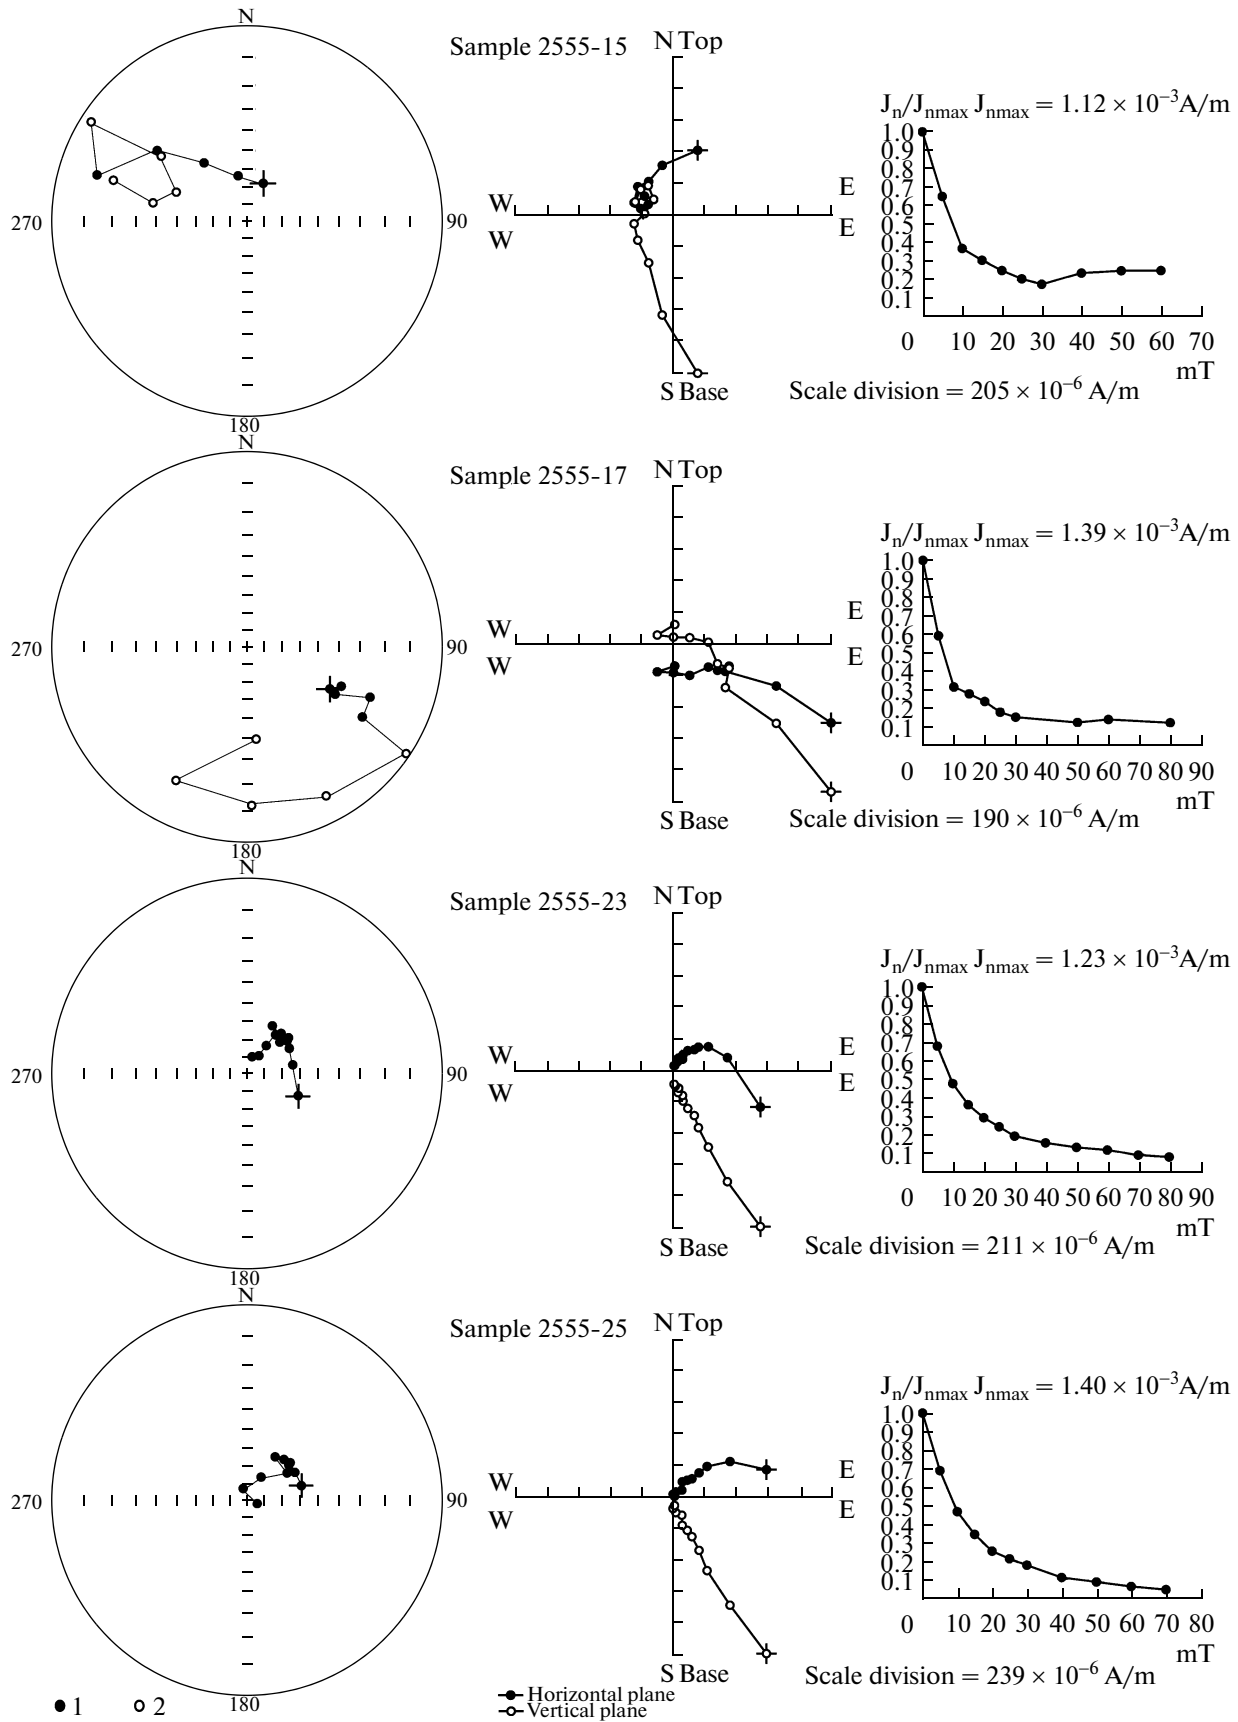 N
Sample 2555-15
N Top
Jn/Jnmax Jnmax = 1.12 × 10–3A/m
1.0
0.9
0.8
0.7
0.6
0.5
0.4
0.3
0.2
0.1
270
90
W
E
W
E
0 10 20 30 40 50 60 70
mT
S Base
Scale division = 205 × 10–6 A/m
180
N
Sample 2555-17
N Top
Jn/Jnmax Jnmax = 1.39 × 10–3A/m
1.0
0.9
0.8
0.7
0.6
0.5
0.4
0.3
0.2
0.1
270
90
W
E
W
E
0 10 20 30 40 50 60 70 80 90
mT
S Base
Scale division = 190 × 10–6 A/m
180
N
Sample 2555-23
N Top
Jn/Jnmax Jnmax = 1.23 × 10–3A/m
1.0
0.9
0.8
0.7
0.6
0.5
0.4
0.3
0.2
0.1
270
90
W
E
W
E
0 10 20 30 40 50 60 70 80 90
mT
S Base
Scale division = 211 × 10–6 A/m
180
N
Sample 2555-25
N Top
Jn/Jnmax Jnmax = 1.40 × 10–3A/m
1.0
0.9
0.8
0.7
0.6
0.5
0.4
0.3
0.2
0.1
270
90
W
E
W
E
0 10 20 30 40 50 60 70 80
mT
S Base
Scale division = 239 × 10–6 A/m
180
1 2
Horizontal plane
Vertical plane